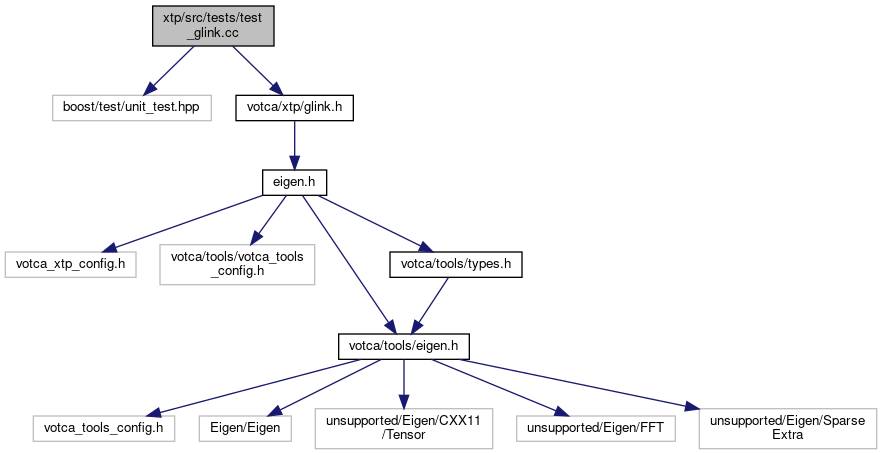 xtp/src/tests/test
_glink.cc
boost/test/unit_test.hpp
votca/xtp/glink.h
eigen.h
votca_xtp_config.h
votca/tools/votca_tools
_config.h
votca/tools/types.h
votca/tools/eigen.h
votca_tools_config.h
Eigen/Eigen
unsupported/Eigen/CXX11
/Tensor
unsupported/Eigen/FFT
unsupported/Eigen/Sparse
Extra